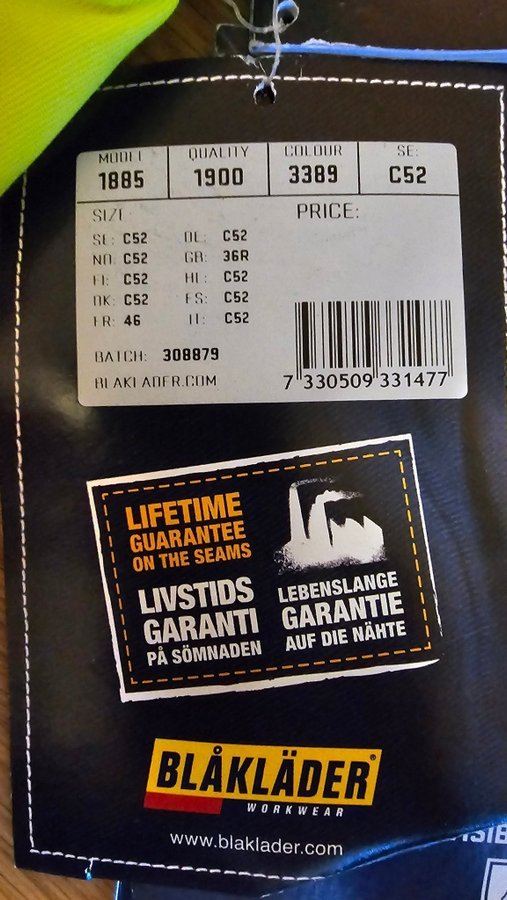 MODEL QUALITY COLOUR SE:
1885 1900 3389 C52
SIZE: PRICE:
SE: C52 DE: C52
NO: C52 GB: 36R
FI: C52 NL: C52
DK: C52 ES: C52
FR: 46 IT: C52
BATCH: 308879
BLAKLADER.COM
7 330509 331477
LIFETIME
GUARANTEE
ON THE SEAMS
LIVSTIDS
GARANTI
PÅ SÖMNADEN
LEBENSLANGE
GARANTIE
AUF DIE NÄHTE
BLÅKLÄDER®
WORKWEAR
www.blaklader.com